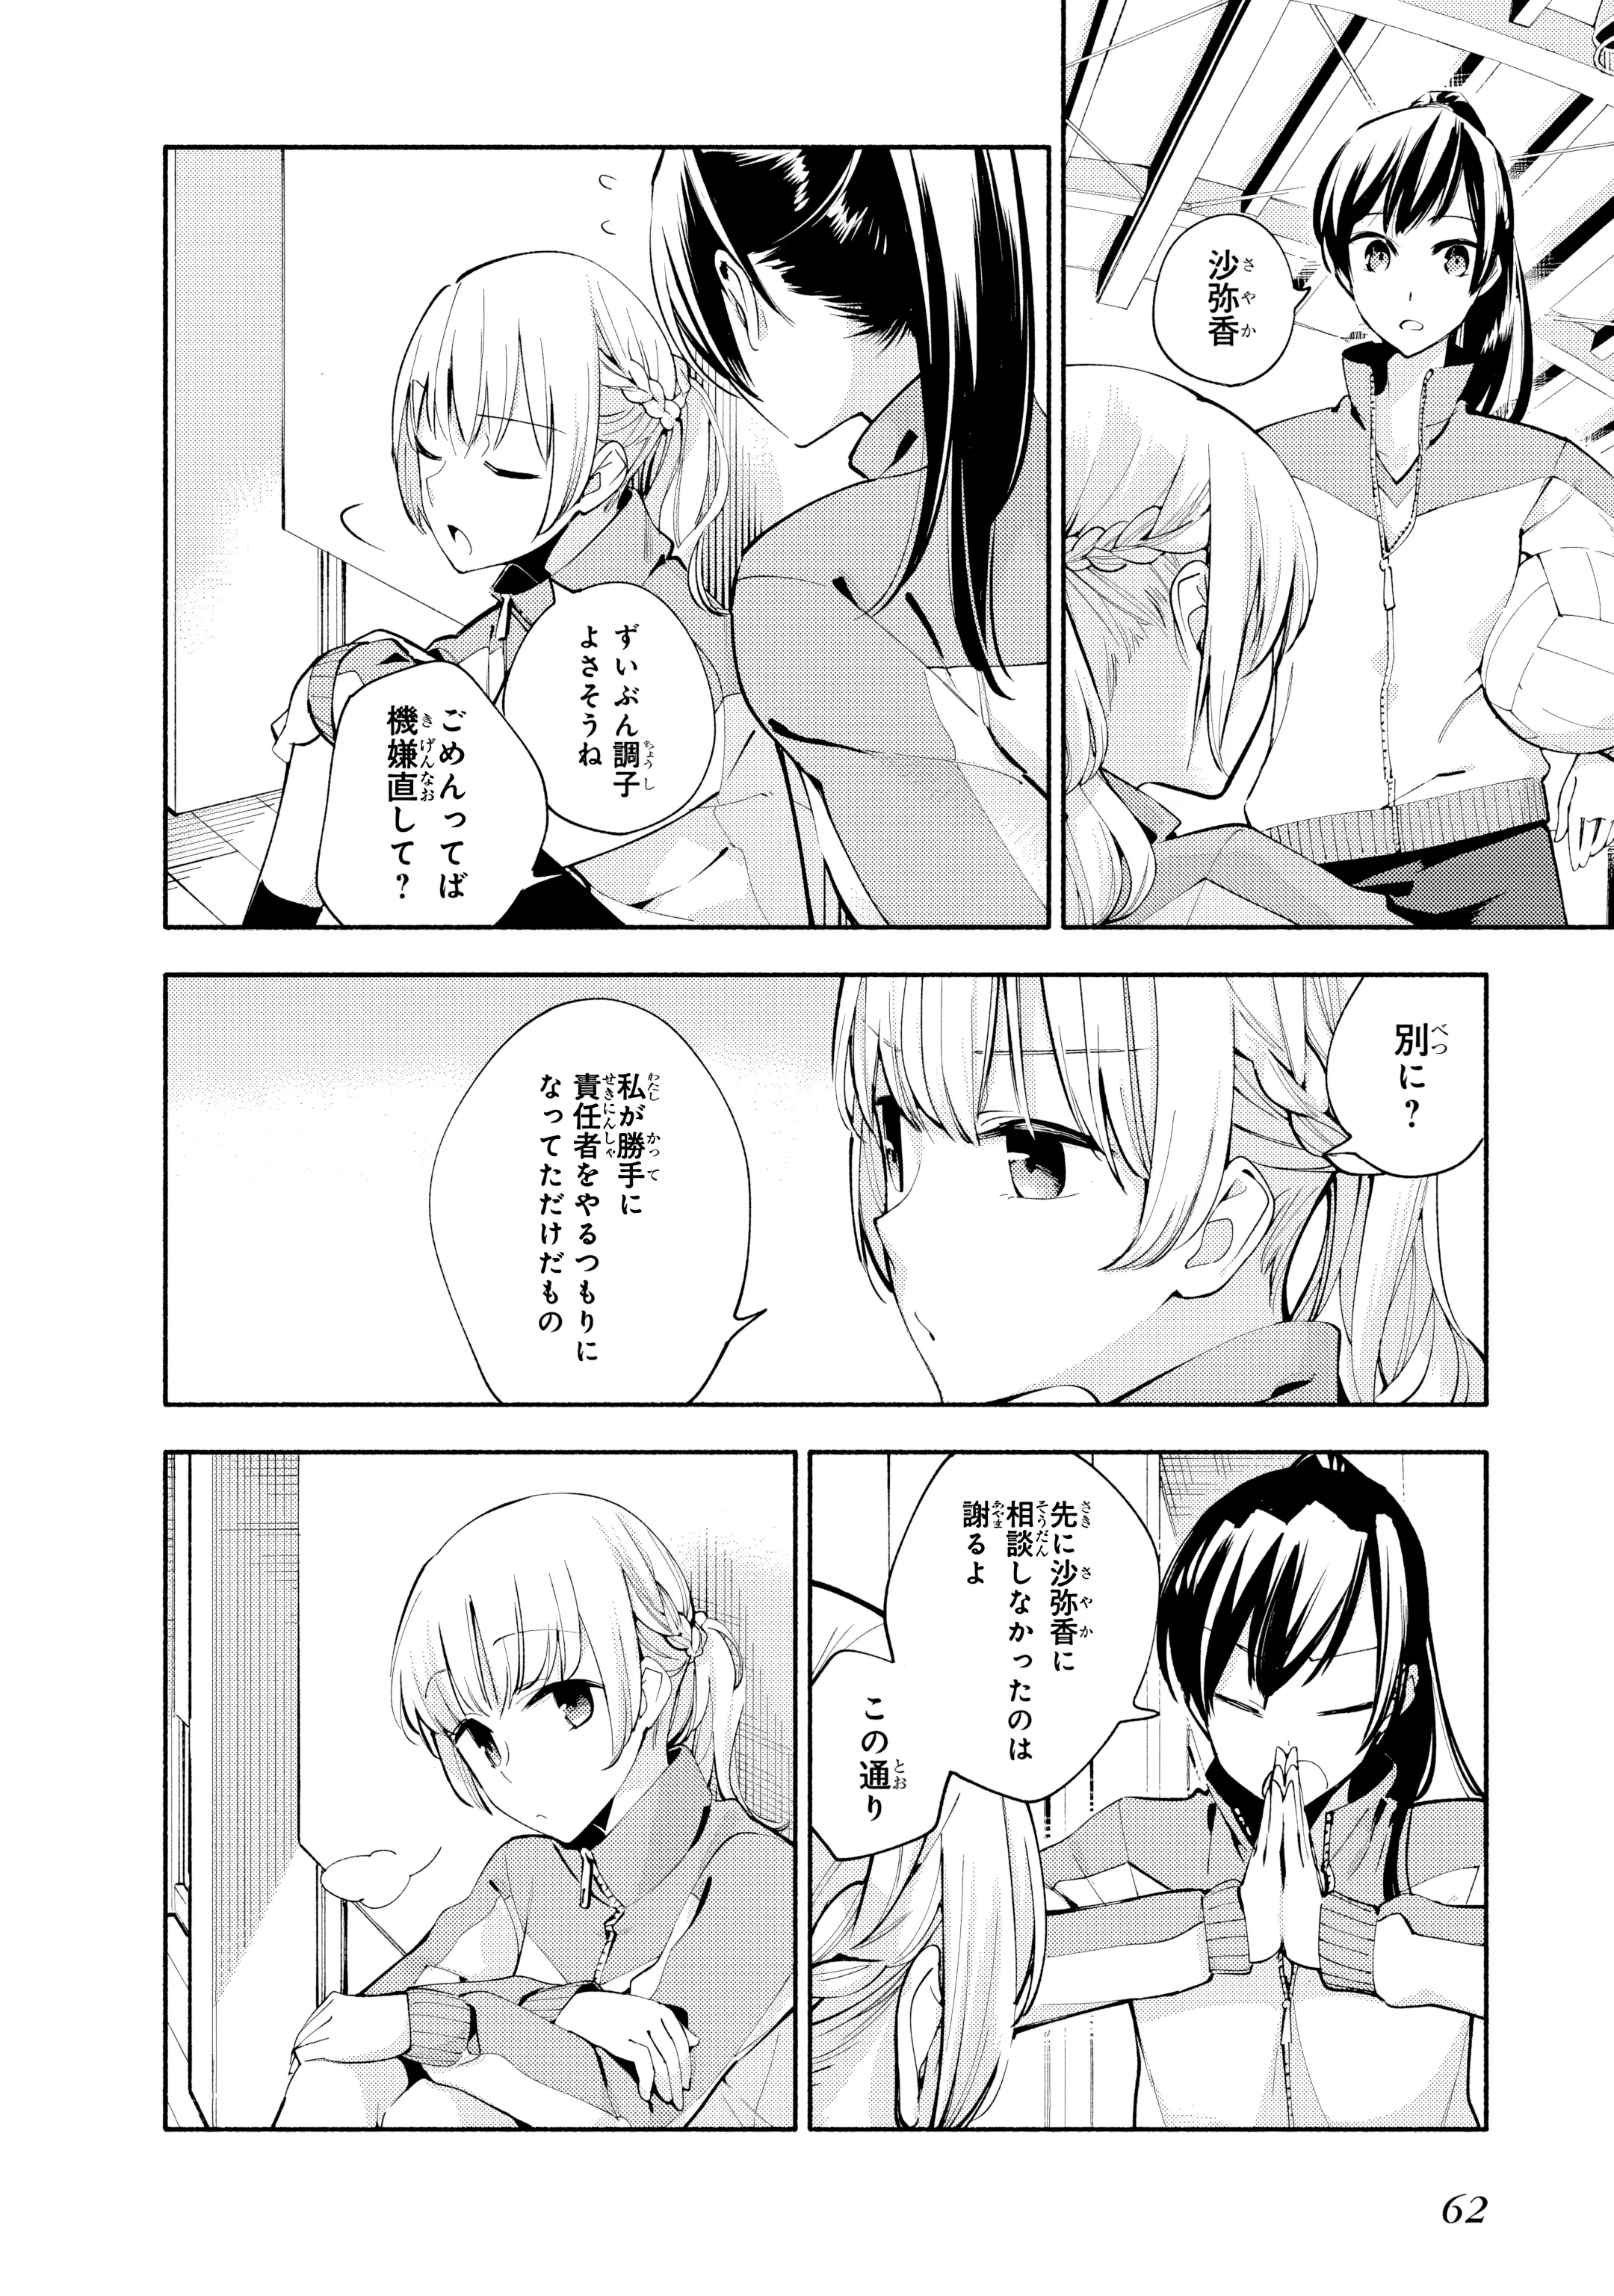 沙弥香
ずいぶん調子
よさそうね
ごめんってば
機嫌直して？
別に？
私が勝手に
責任者をやるつもりに
なってただけだもの
先に沙弥香に
相談しなかったのは
謝るよ
この通り
62